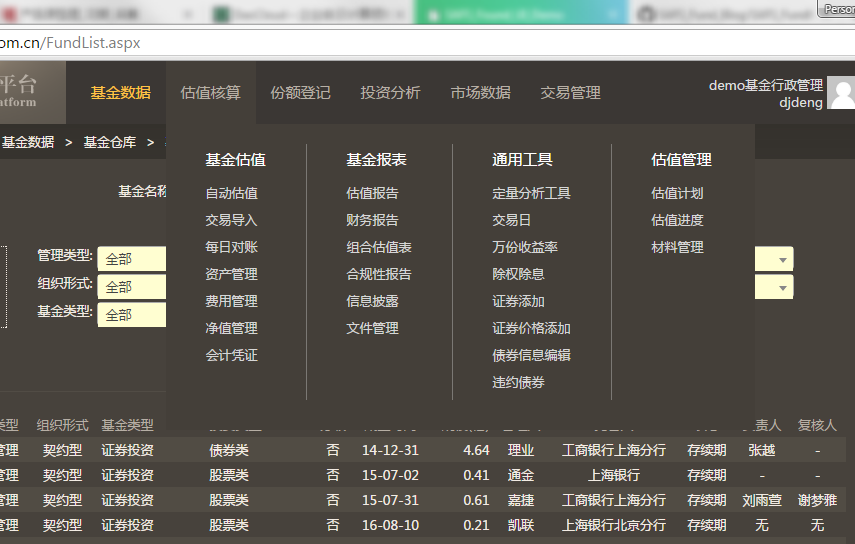 Person
om.cn/FundList.aspx
平台
atform
基金数据 估值核算 份额登记 投资分析 市场数据 交易管理
demo基金行政管理
djdeng
基金数据 > 基金仓库 >
基金估值 基金报表 通用工具 估值管理
基金名称
自动估值 估值报告 定量分析工具 估值计划
交易导入 财务报告 交易日 估值进度
管理类型: 全部 每日对账 组合估值表 万份收益率 材料管理
组织形式: 全部 资产管理 合规性报告 除权除息
基金类型: 全部 费用管理 信息披露 证券添加
净值管理 文件管理 证券价格添加
会计凭证 债券信息编辑
违约债券
类型 组织形式 基金类型 责人 复核人
管理 契约型 证券投资 债券类 否 14-12-31 4.64 理业 工商银行上海分行 存续期 张越 -
管理 契约型 证券投资 股票类 否 15-07-02 0.41 通金 上海银行 存续期 - -
管理 契约型 证券投资 股票类 否 15-07-31 0.61 嘉捷 工商银行上海分行 存续期 刘雨萱 谢梦雅
管理 契约型 证券投资 股票类 否 16-08-10 0.21 凯联 上海银行北京分行 存续期 无 无